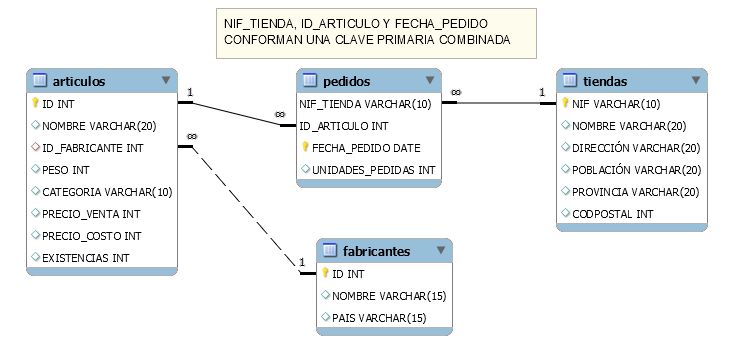 NIF_TIENDA, ID_ARTICULO Y FECHA_PEDIDO
CONFORMAN UNA CLAVE PRIMARIA COMBINADA
articulos
ID INT
NOMBRE VARCHAR(20)
ID_FABRICANTE INT
PESO INT
CATEGORIA VARCHAR(10)
PRECIO_VENTA INT
PRECIO_COSTO INT
EXISTENCIAS INT
1
∞
∞
pedidos
NIF_TIENDA VARCHAR(10)
ID_ARTICULO INT
FECHA_PEDIDO DATE
UNIDADES_PEDIDAS INT
∞
1
tiendas
NIF VARCHAR(10)
NOMBRE VARCHAR(20)
DIRECCIÓN VARCHAR(20)
POBLACIÓN VARCHAR(20)
PROVINCIA VARCHAR(20)
CODPOSTAL INT
1
fabricantes
ID INT
NOMBRE VARCHAR(15)
PAIS VARCHAR(15)